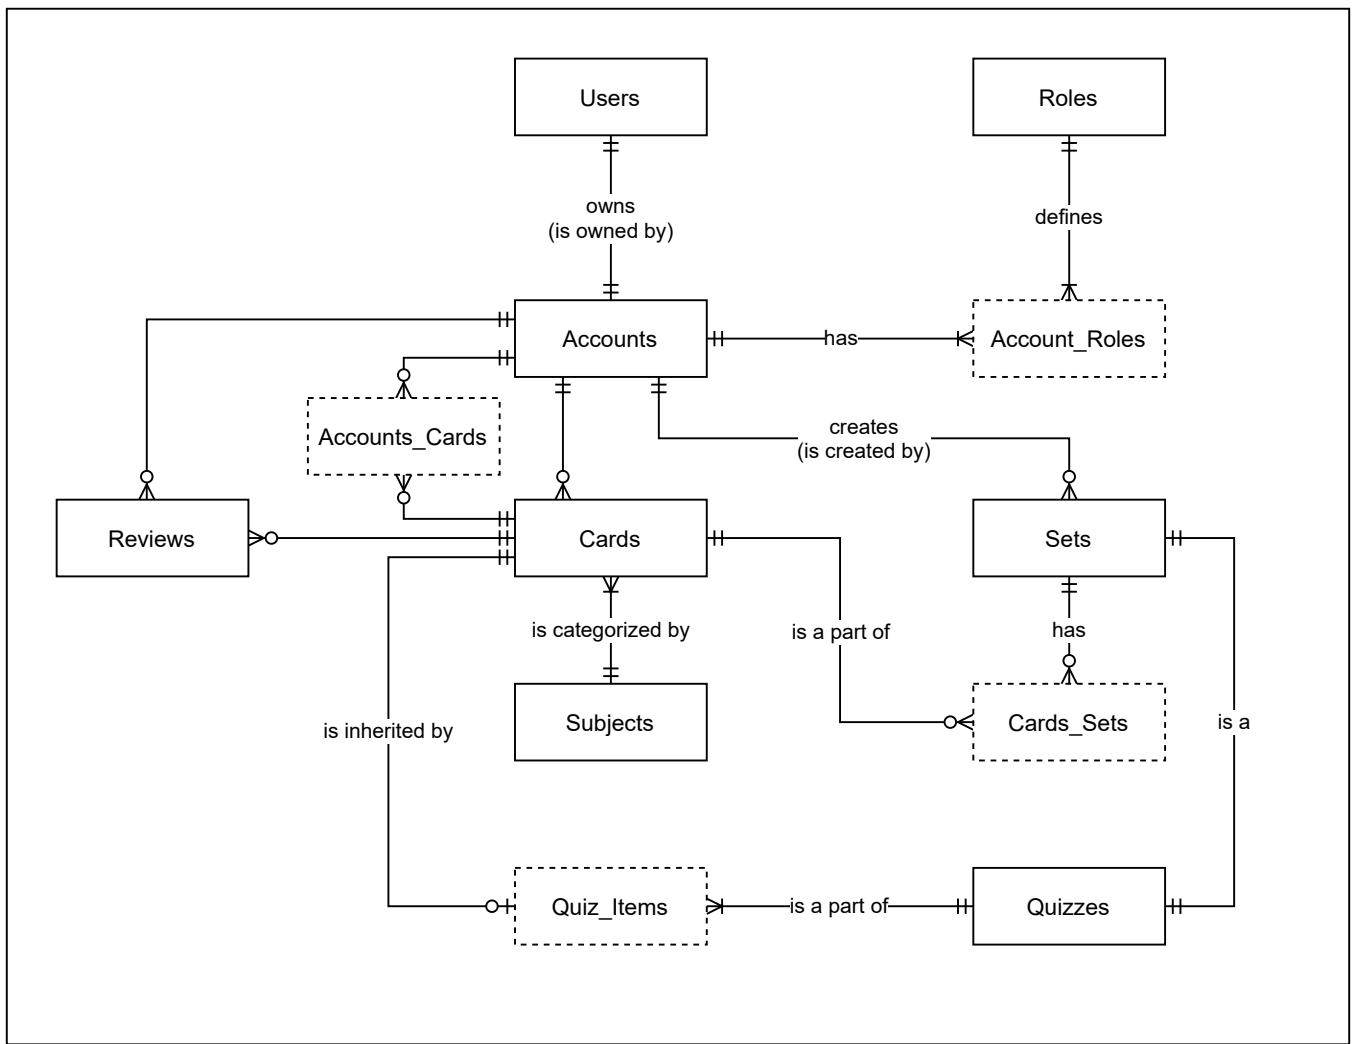 Users
Roles
owns
(is owned by)
defines
Accounts
has
Account_Roles
Accounts_Cards
creates
(is created by)
Reviews
Cards
Sets
is categorized by
is a part of
has
is inherited by
Subjects
Cards_Sets
is a
Quiz_Items
is a part of
Quizzes